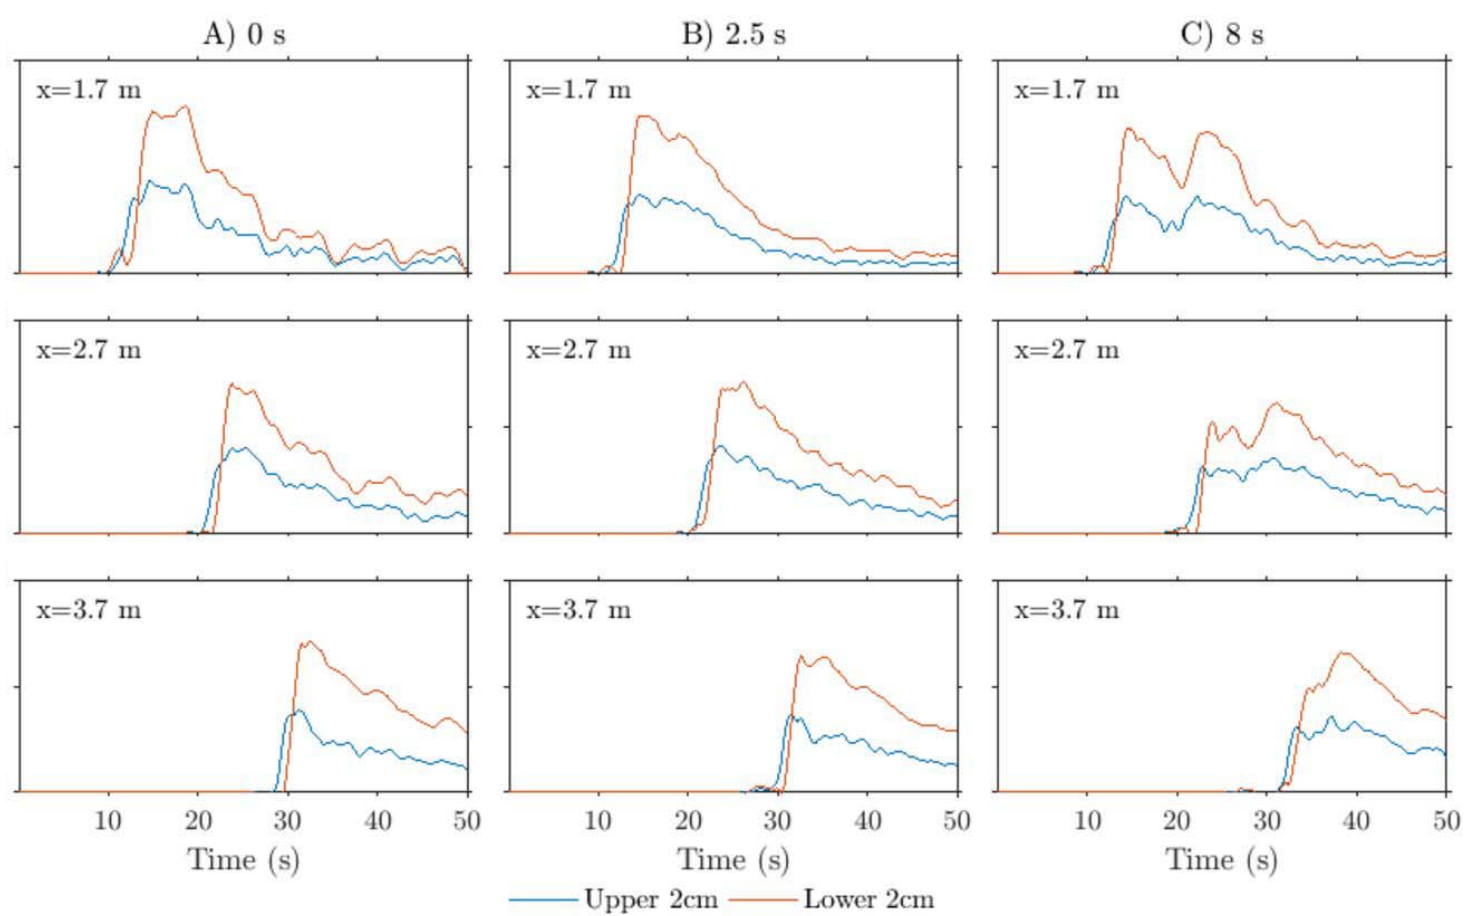 A) 0 s B) 2.5 s C) 8 s
x=1.7 m x=1.7 m x=1.7 m
x=2.7 m x=2.7 m x=2.7 m
x=3.7 m x=3.7 m x=3.7 m
10 20 30 40 50 10 20 30 40 50 10 20 30 40 50
Time (s) Time (s) Time (s)
Upper 2cm Lower 2cm